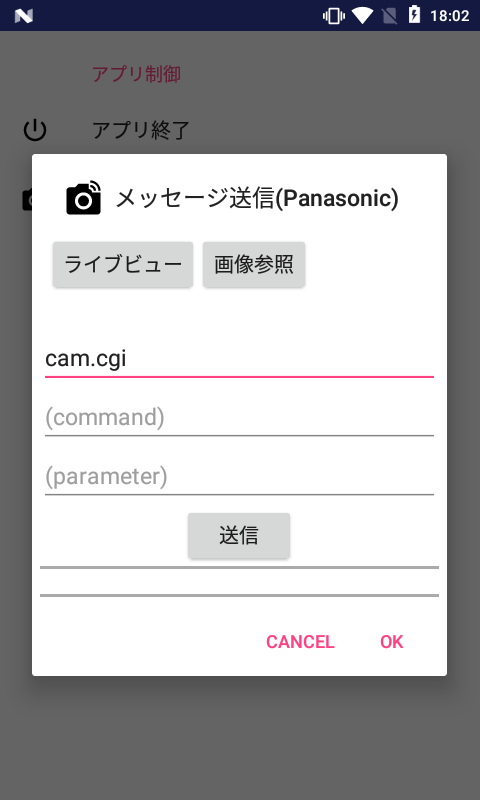 18:02
アプリ制御
アプリ終了
メッセージ送信(Panasonic)
ライブビュー 画像参照
cam.cgi
(command)
(parameter)
送信
CANCEL OK